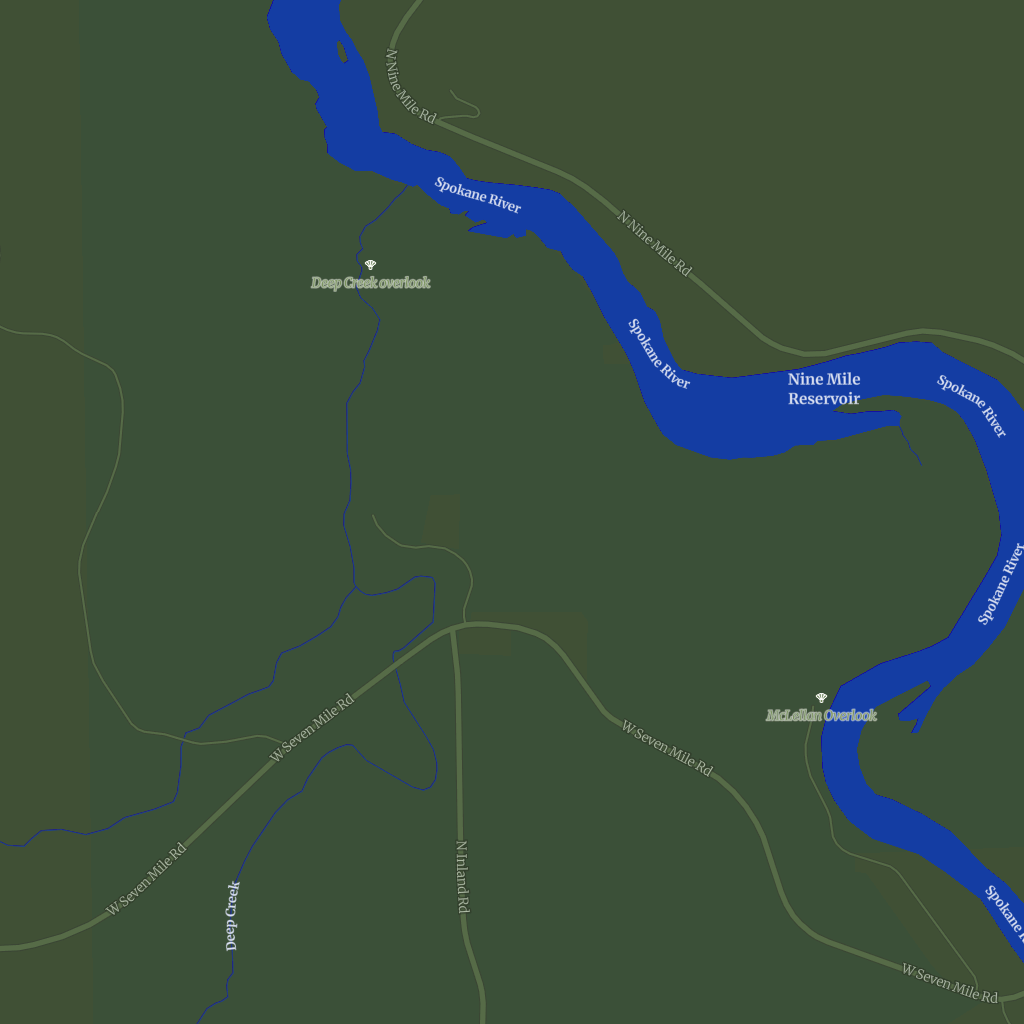 N Nine Mile Rd
Spokane River
N Nine Mile Rd
Deep Creek overlook
Spokane River
Nine Mile
Reservoir
Spokane River
Spokane River
McLellan Overlook
W Seven Mile Rd
W Seven Mile Rd
W Seven Mile Rd
N Inland Rd
Deep Creek
Spokane R
W Seven Mile Rd